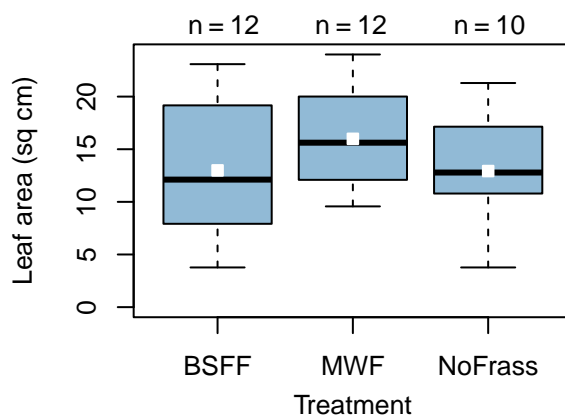 n = 12 n = 12 n = 10
Leaf area (sq cm)
20
15
10
5
0
BSFF MWF NoFrass
Treatment